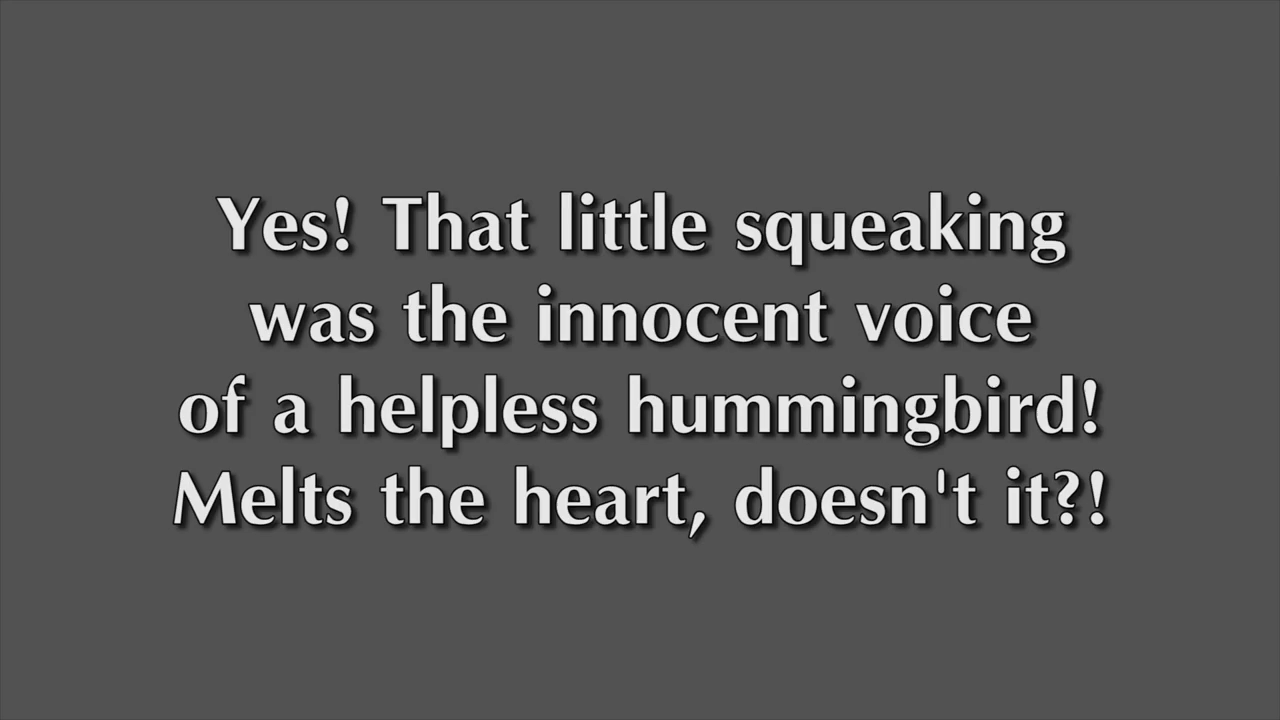 Yes! That little squeaking
was the innocent voice
of a helpless hummingbird!
Melts the heart, doesn't it?!